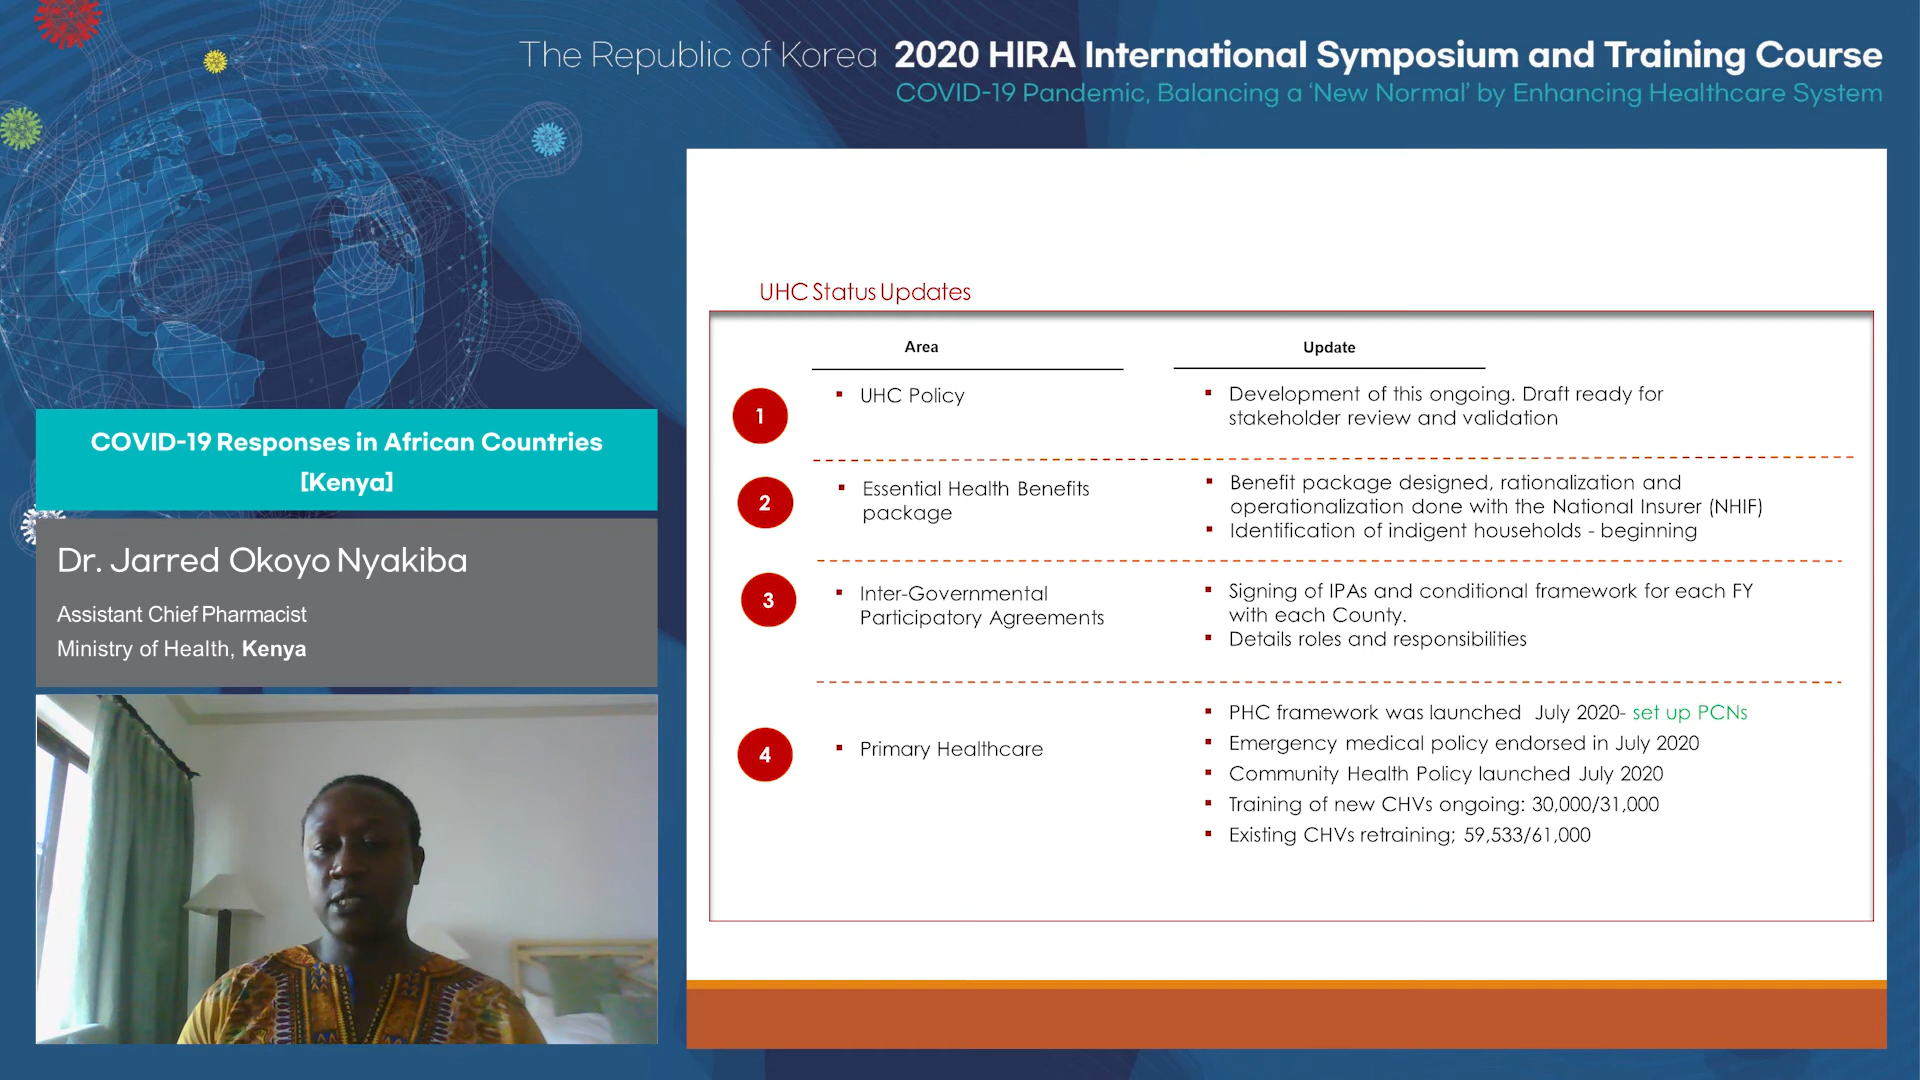 The Republic of Korea 2020 HIRA International Symposium and Training Course
COVID-19 Pandemic, Balancing a 'New Normal' by Enhancing Healthcare System
COVID-19 Responses in African Countries
[Kenya]
Dr. Jarred Okoyo Nyakiba
Assistant Chief Pharmacist
Ministry of Health, Kenya
UHC Status Updates
Area
Update
1
▪ UHC Policy
▪ Development of this ongoing. Draft ready for
stakeholder review and validation
2
▪ Essential Health Benefits
package
▪ Benefit package designed, rationalization and
operationalization done with the National Insurer (NHIF)
▪ Identification of indigent households - beginning
3
▪ Inter-Governmental
Participatory Agreements
▪ Signing of IPAs and conditional framework for each FY
with each County.
▪ Details roles and responsibilities
4
▪ Primary Healthcare
▪ PHC framework was launched July 2020- set up PCNs
▪ Emergency medical policy endorsed in July 2020
▪ Community Health Policy launched July 2020
▪ Training of new CHVs ongoing: 30,000/31,000
▪ Existing CHVs retraining; 59,533/61,000